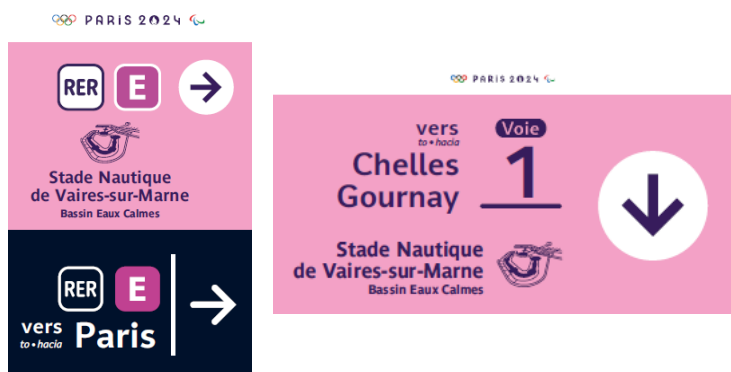 PARIS 2024
RER E
Stade Nautique
de Vaires-sur-Marne
Bassin Eaux Calmes
RER E
vers
to • hacia
Paris
PARIS 2024
vers
to • hacia
Chelles
Gournay
Voie
1
Stade Nautique
de Vaires-sur-Marne
Bassin Eaux Calmes